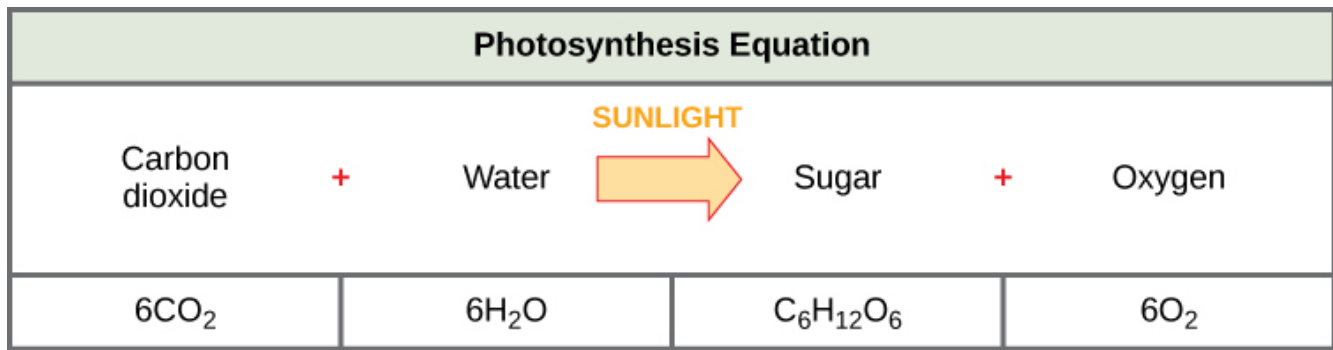 Photosynthesis Equation
SUNLIGHT
Carbon
dioxide + Water Sugar + Oxygen
6CO₂ 6H₂O C₆H₁₂O₆ 6O₂